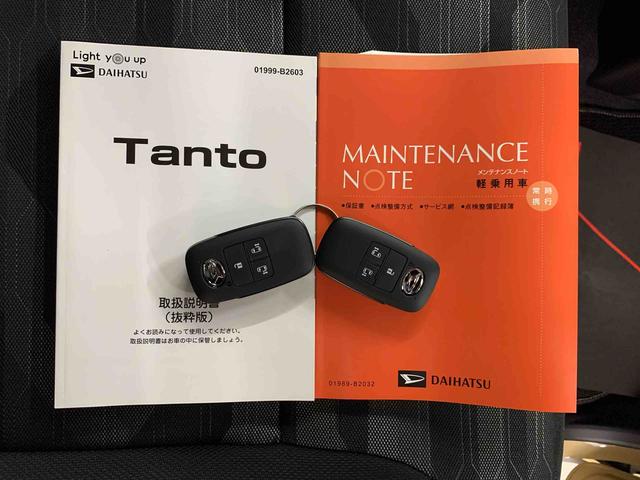 Light you up
DAIHATSU
01999-B2603
Tanto
取扱説明書
（抜粋版）
よくお読みになって使用してください。
取扱説明書はお車の中に保管しましょう。
MAINTENANCE
NOTE
メンテナンスノート
軽乗用車
常時
携行
●保証書 ●点検整備方式 ●サービス網 ●点検整備記録簿
01989-B2032
DAIHATSU